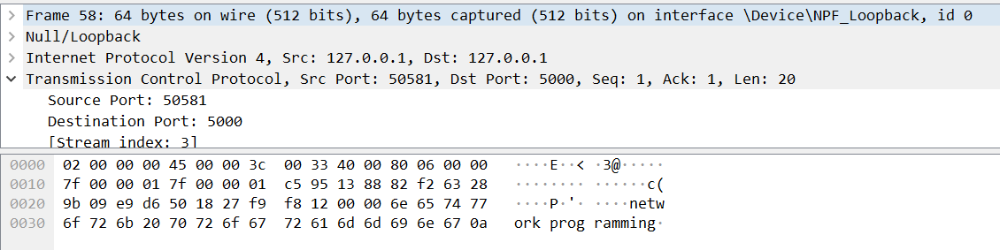 Frame 58: 64 bytes on wire (512 bits), 64 bytes captured (512 bits) on interface \Device\NPF_Loopback, id 0
Null/Loopback
Internet Protocol Version 4, Src: 127.0.0.1, Dst: 127.0.0.1
Transmission Control Protocol, Src Port: 50581, Dst Port: 5000, Seq: 1, Ack: 1, Len: 20
Source Port: 50581
Destination Port: 5000
[Stream index: 3]
0000 02 00 00 00 45 00 00 3c 00 33 40 00 80 06 00 00 ····E··< ·3@·····
0010 7f 00 00 01 7f 00 00 01 c5 95 13 88 82 f2 63 28 ········ ······c(
0020 9b 09 e9 d6 50 18 27 f9 f8 12 00 00 6e 65 74 77 ····P·'· ····netw
0030 6f 72 6b 20 70 72 6f 67 72 61 6d 6d 69 6e 67 0a ork prog ramming·